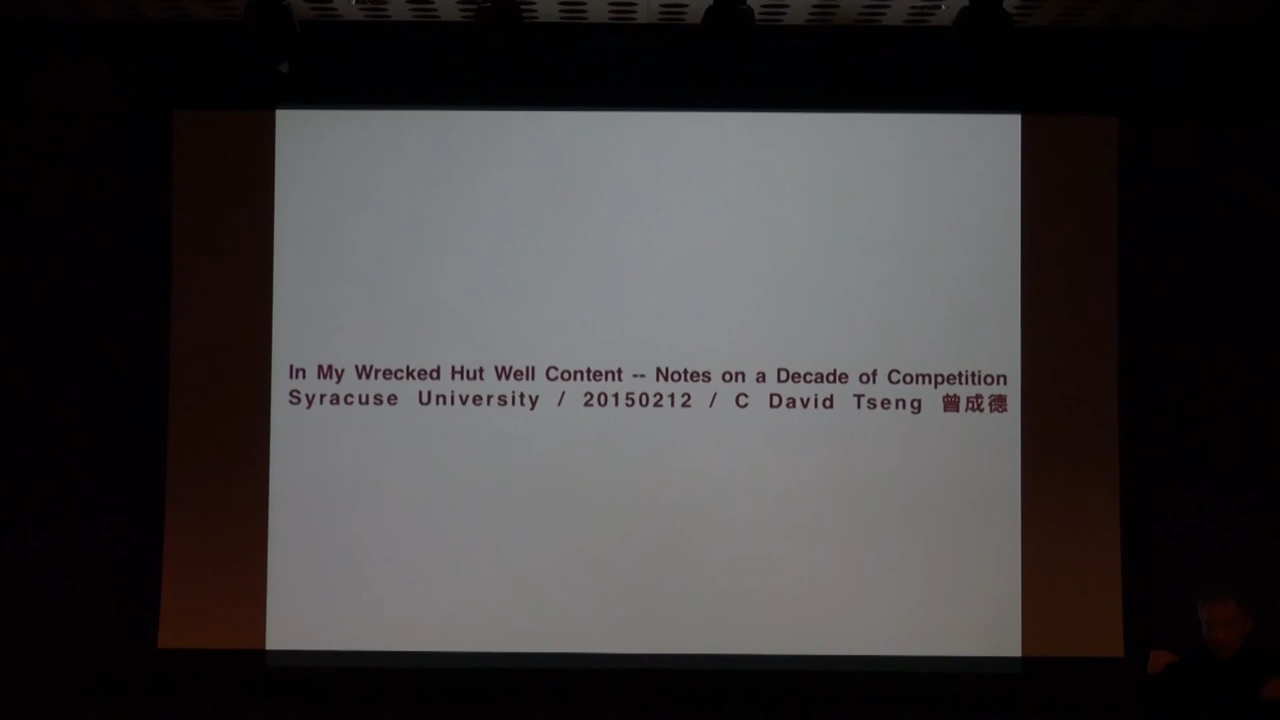 In My Wrecked Hut Well Content -- Notes on a Decade of Competition
Syracuse University / 20150212 / C David Tseng 曾成德